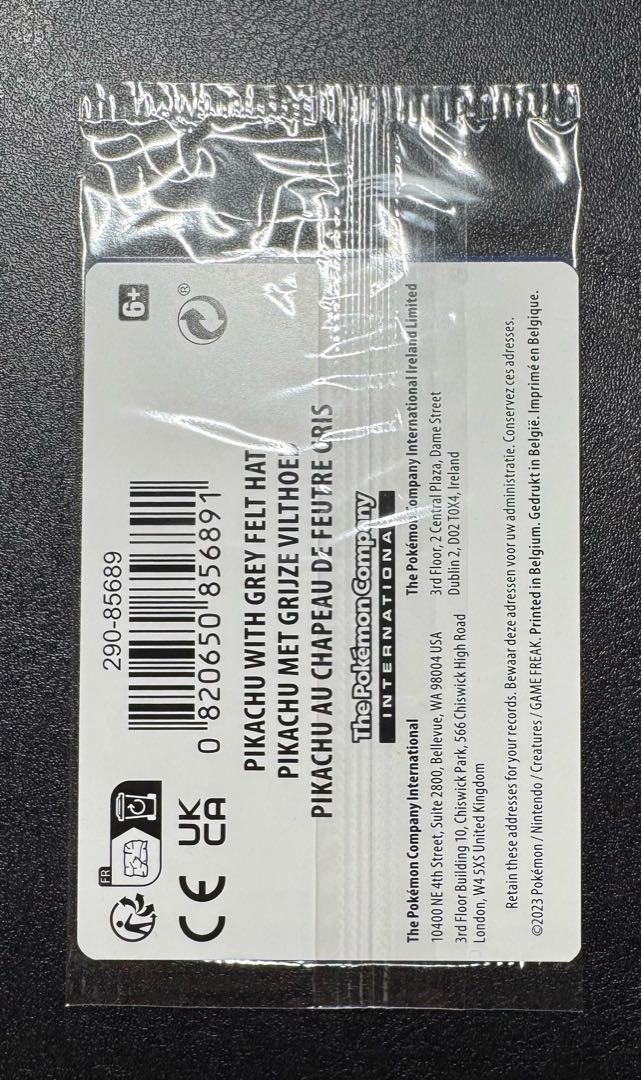 6+
®
290-85689
0 820650 856891
FR
CE
UK
CA
PIKACHU WITH GREY FELT HAT
PIKACHU MET GRIJZE VILTHOED
PIKACHU AU CHAPEAU DE FEUTRE GRIS
The Pokémon Company
INTERNATIONAL
The Pokémon Company International
10400 NE 4th Street, Suite 2800, Bellevue, WA 98004 USA
3rd Floor Building 10, Chiswick Park, 566 Chiswick High Road
London, W4 5XS United Kingdom
The Pokémon Company International Ireland Limited
3rd Floor, 2 Central Plaza, Dame Street
Dublin 2, D02 T0X4, Ireland
Retain these addresses for your records. Bewaar deze adressen voor uw administratie. Conservez ces adresses.
©2023 Pokémon / Nintendo / Creatures / GAME FREAK. Printed in Belgium. Gedrukt in België. Imprimé en Belgique.